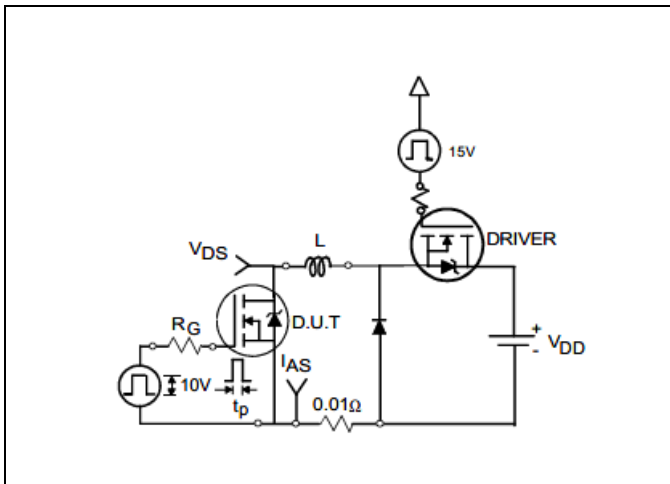 15V
DRIVER
VDS
L
D.U.T
RG
IAS
+
VDD
-
10V
tp
0.01Ω